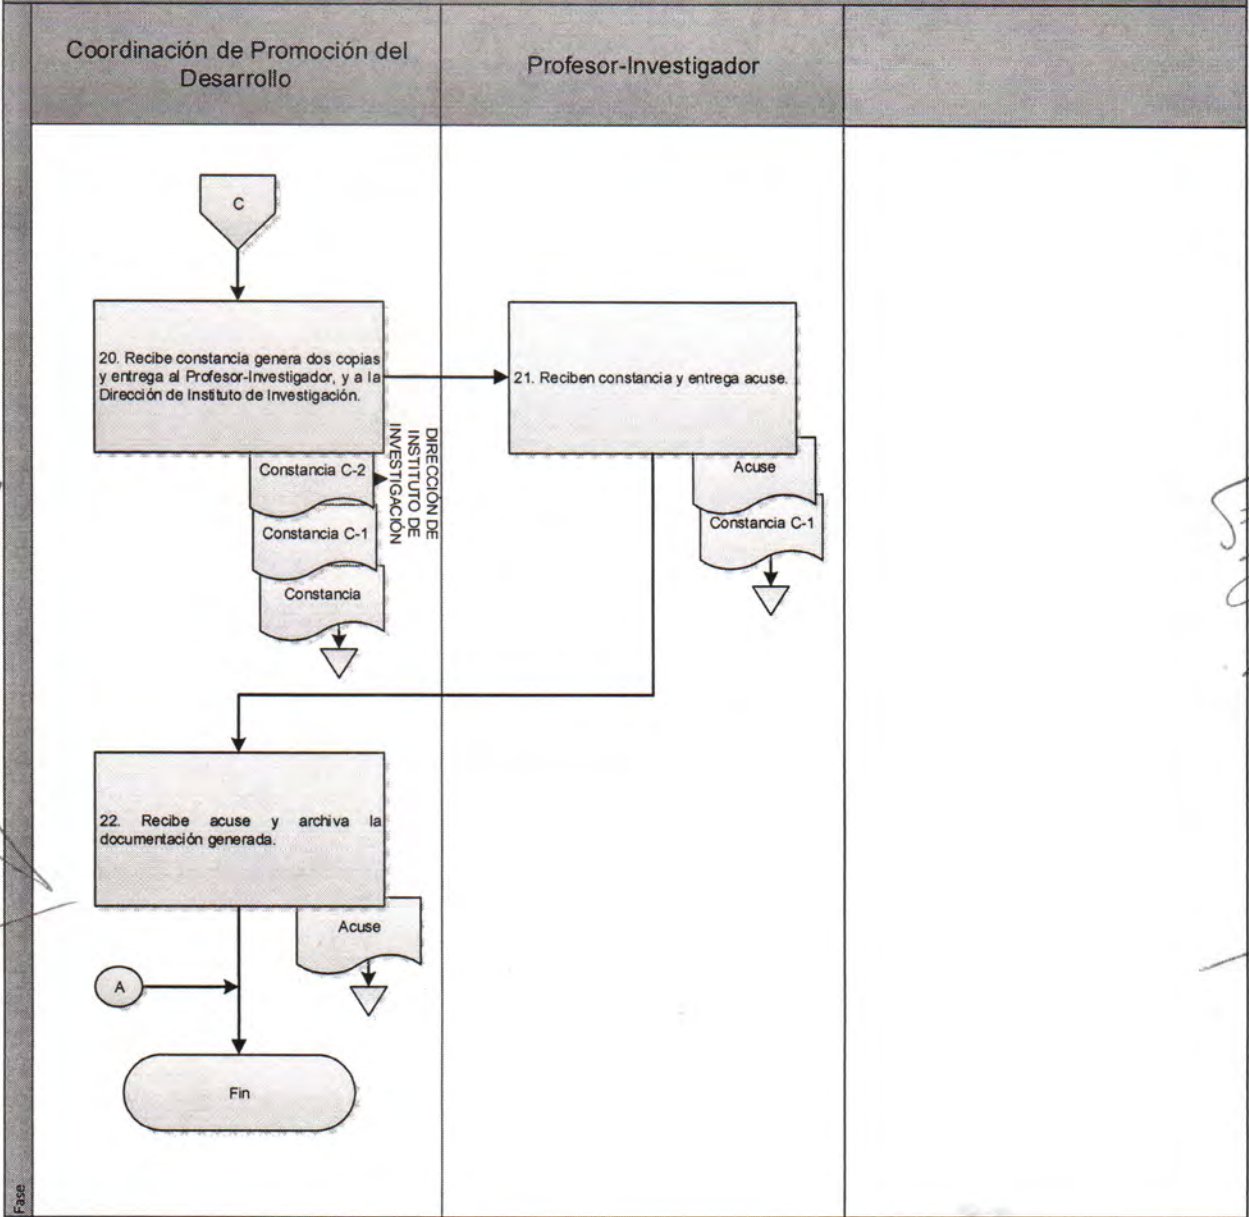 Coordinación de Promoción del
Desarrollo
Profesor-Investigador
C
20. Recibe constancia genera dos copias
y entrega al Profesor-Investigador, y a la
Dirección de Instituto de Investigación.
21. Reciben constancia y entrega acuse.
DIRECCIÓN DE
INSTITUTO DE
INVESTIGACIÓN
Constancia C-2
Constancia C-1
Constancia
Acuse
Constancia C-1
22. Recibe acuse y archiva la
documentación generada.
Acuse
A
Fin
Fase